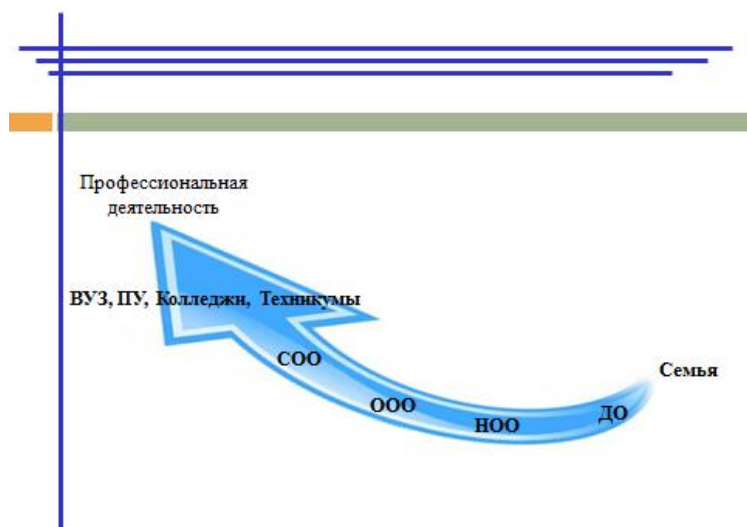 Профессиональная
деятельность
ВУЗ, ПУ, Колледжи, Техникумы
СОО
Семья
ООО
ДО
НОО